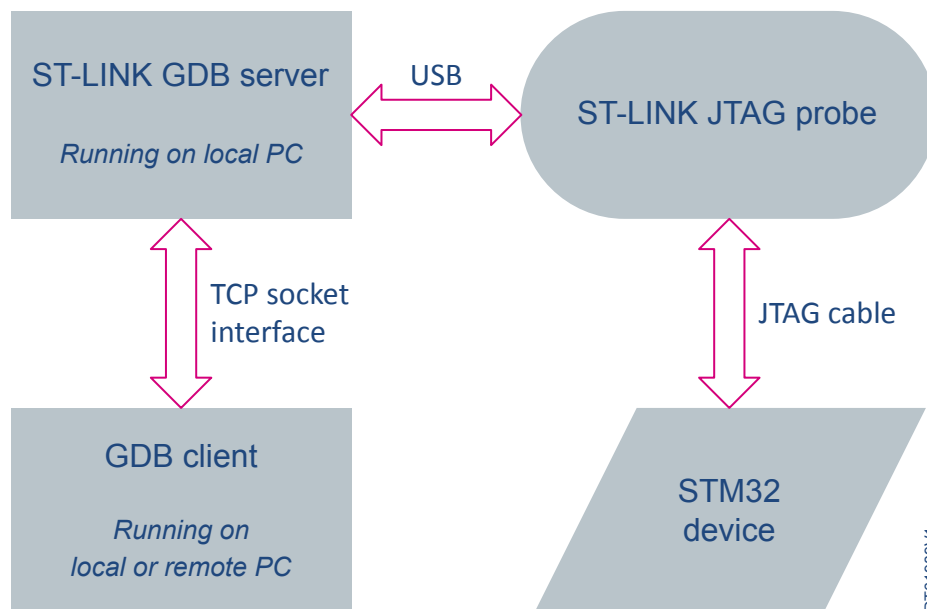 ST-LINK GDB server
Running on local PC
USB
ST-LINK JTAG probe
TCP socket
interface
JTAG cable
GDB client
Running on
local or remote PC
STM32
device